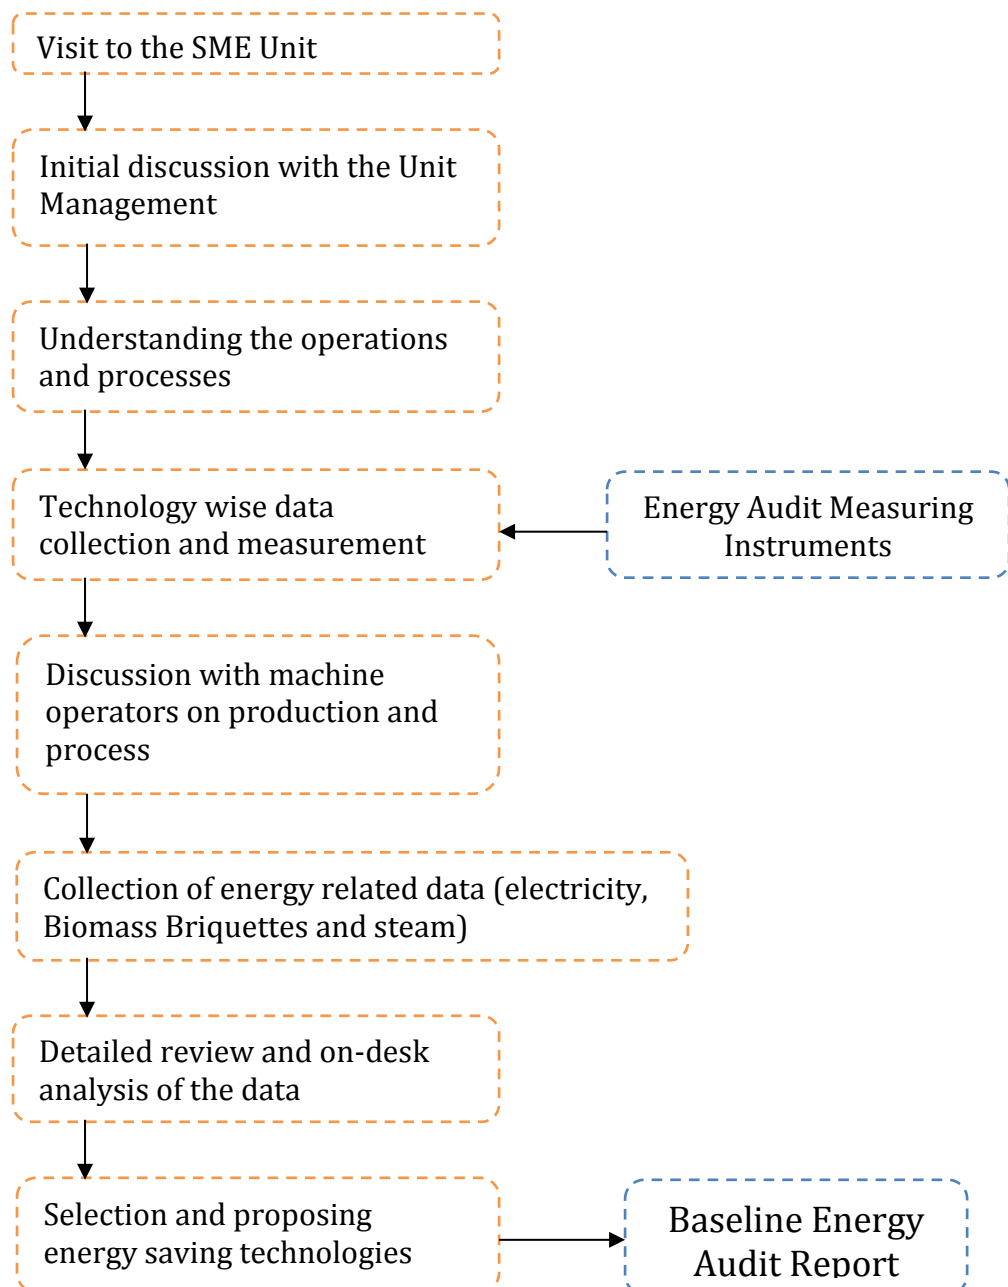 Visit to the SME Unit
Initial discussion with the Unit
Management
Understanding the operations
and processes
Technology wise data
collection and measurement
Energy Audit Measuring
Instruments
Discussion with machine
operators on production and
process
Collection of energy related data (electricity,
Biomass Briquettes and steam)
Detailed review and on-desk
analysis of the data
Selection and proposing
energy saving technologies
Baseline Energy
Audit Report